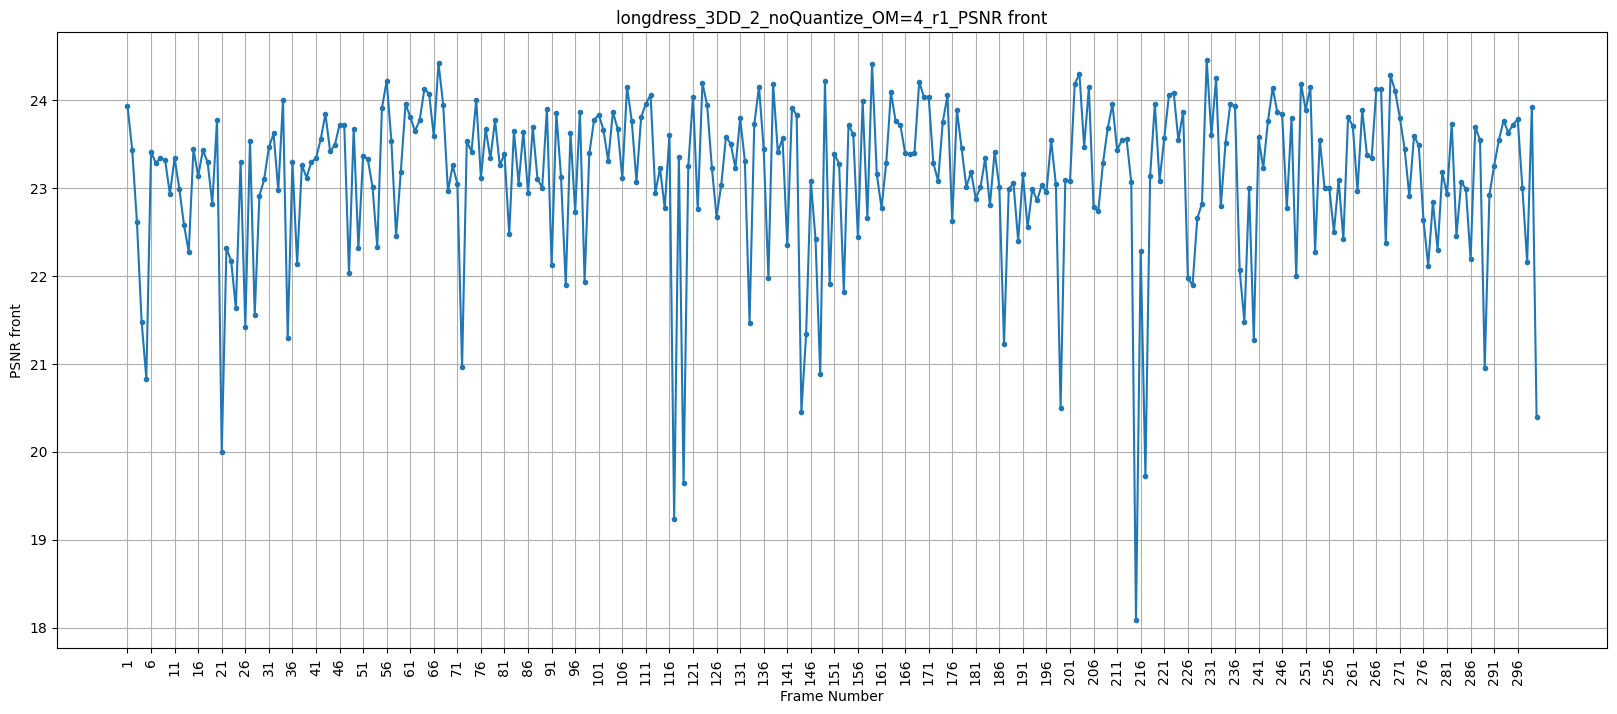 longdress_3DD_2_noQuantize_OM=4_r1_PSNR front
PSNR front
24
23
22
21
20
19
18
1 6 11 16 21 26 31 36 41 46 51 56 61 66 71 76 81 86 91 96 101 106 111 116 121 126 131 136 141 146 151 156 161 166 171 176 181 186 191 196 201 206 211 216 221 226 231 236 241 246 251 256 261 266 271 276 281 286 291 296
Frame Number